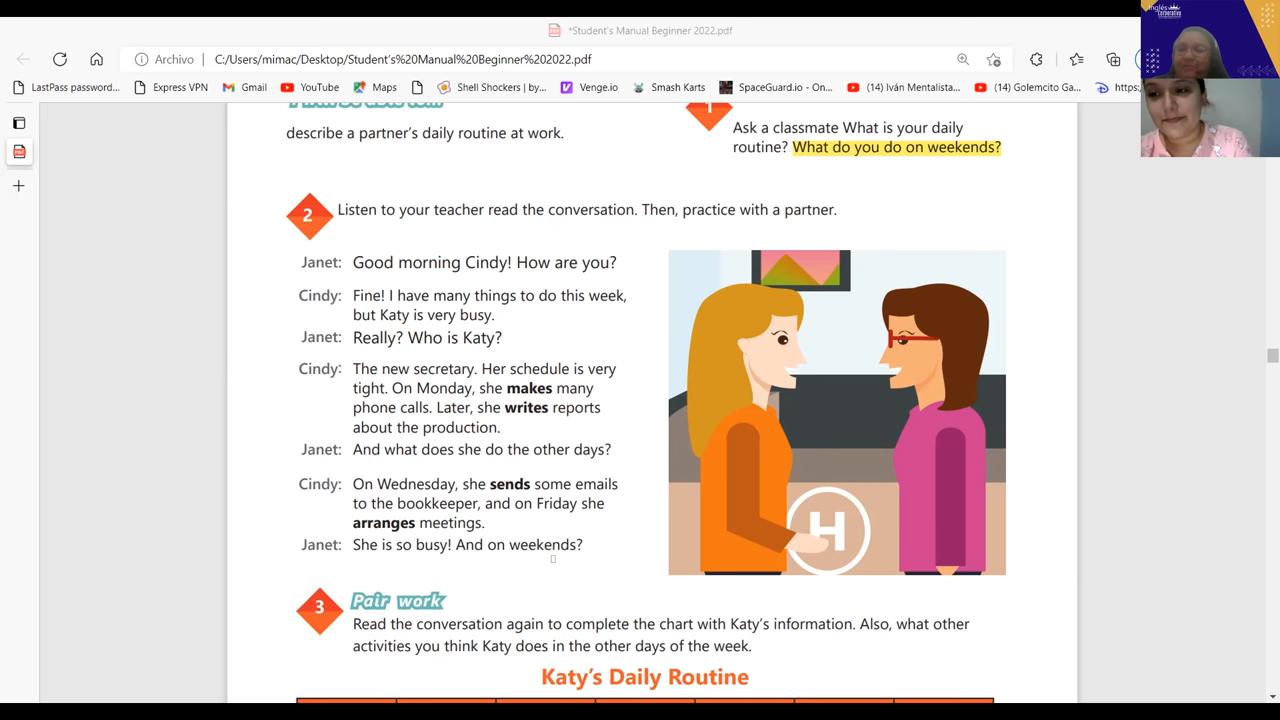 *Student's Manual Beginner 2022.pdf
Archivo
C:/Users/mimac/Desktop/Student's%20Manual%20Beginner%202022.pdf
LastPass password...
Express VPN
Gmail
YouTube
Maps
Shell Shockers | by...
Venge.io
Smash Karts
SpaceGuard.io - On...
(14) Iván Mentalista...
(14) Golemcito Ga...
https:
Inglés
corporativo
describe a partner's daily routine at work.
1
Ask a classmate What is your daily
routine? What do you do on weekends?
2
Listen to your teacher read the conversation. Then, practice with a partner.
Janet: Good morning Cindy! How are you?
Cindy: Fine! I have many things to do this week,
but Katy is very busy.
Janet: Really? Who is Katy?
Cindy: The new secretary. Her schedule is very
tight. On Monday, she makes many
phone calls. Later, she writes reports
about the production.
Janet: And what does she do the other days?
Cindy: On Wednesday, she sends some emails
to the bookkeeper, and on Friday she
arranges meetings.
Janet: She is so busy! And on weekends?
H
3
Pair work
Read the conversation again to complete the chart with Katy's information. Also, what other
activities you think Katy does in the other days of the week.
Katy's Daily Routine